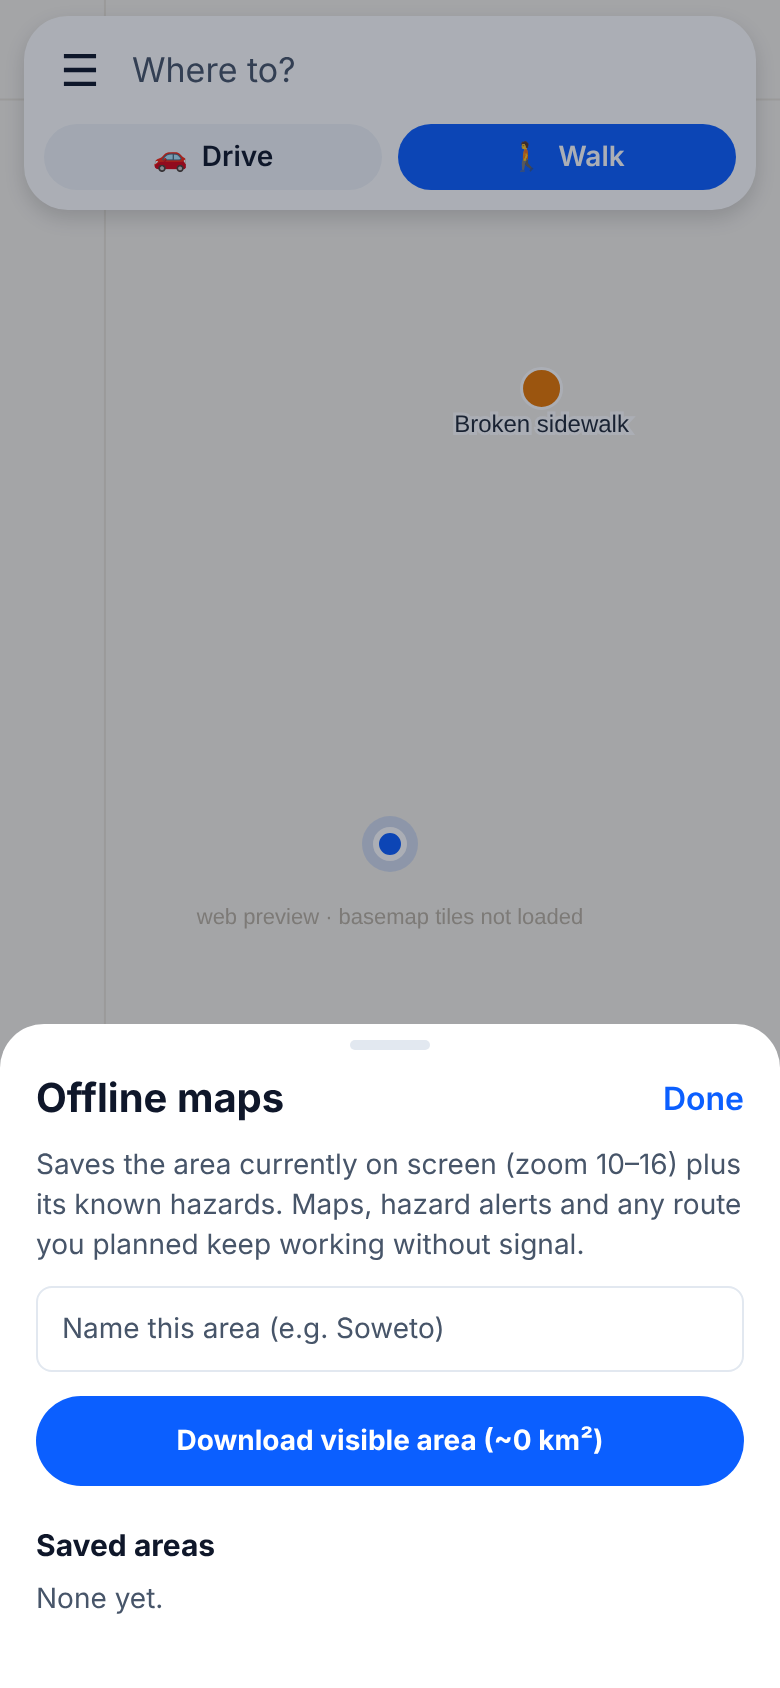 Where to?
Drive
Walk
Broken sidewalk
web preview · basemap tiles not loaded
Offline maps
Done
Saves the area currently on screen (zoom 10–16) plus
its known hazards. Maps, hazard alerts and any route
you planned keep working without signal.
Name this area (e.g. Soweto)
Download visible area (~0 km²)
Saved areas
None yet.